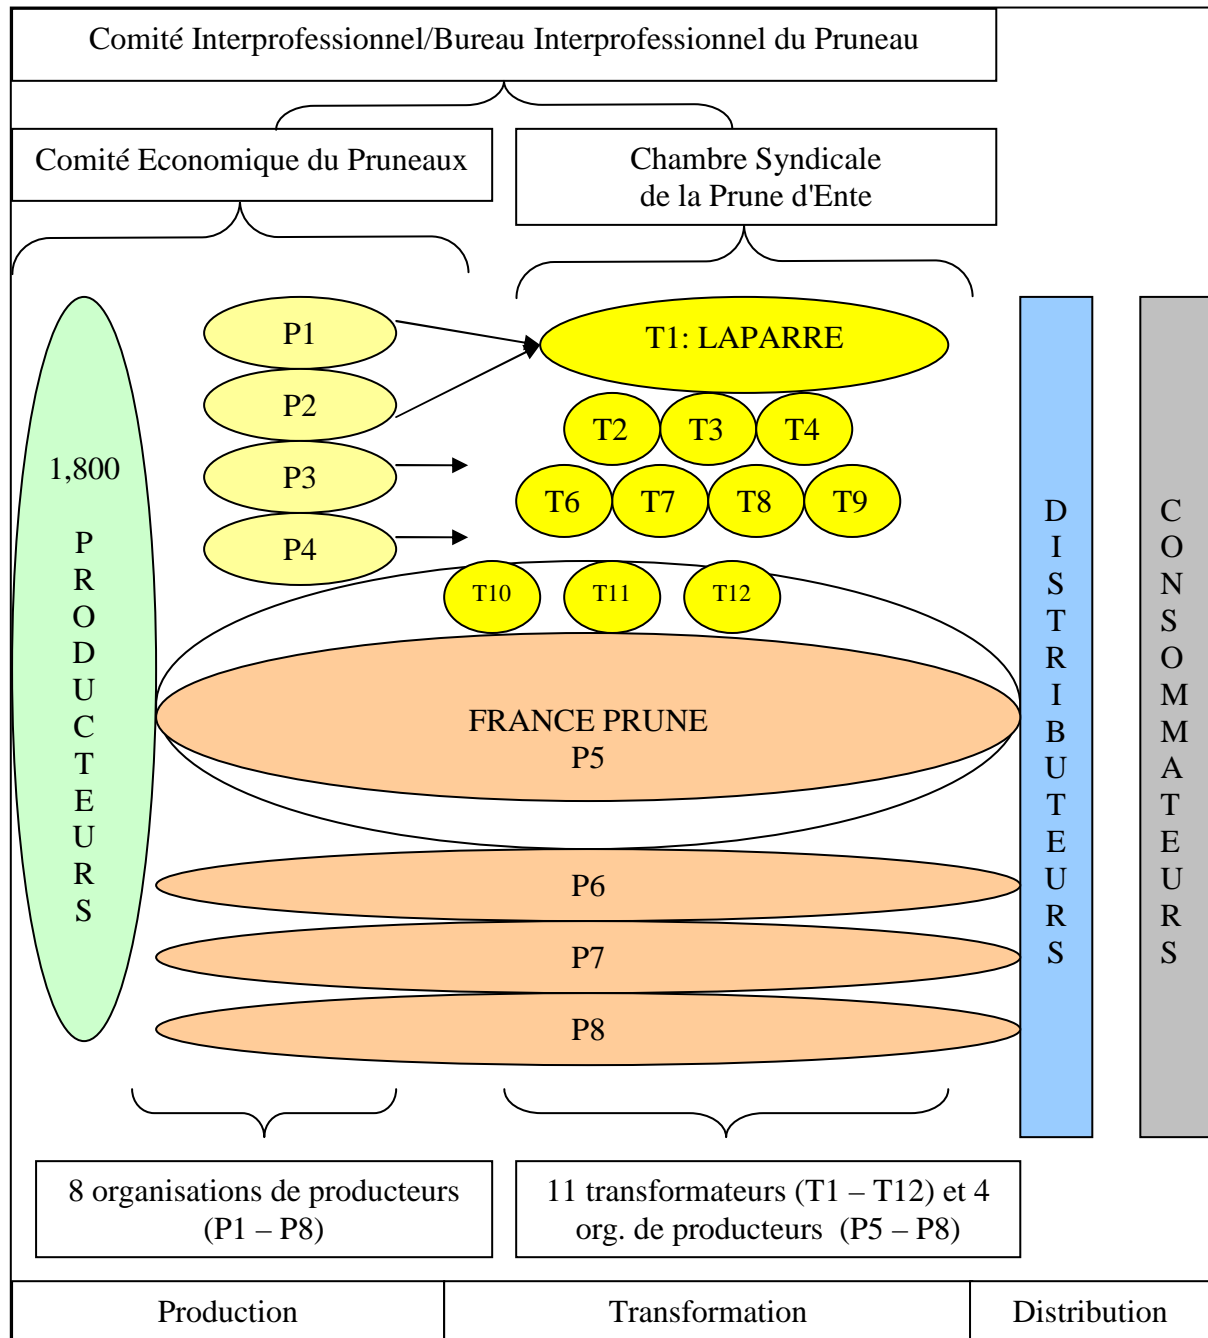 Comité Interprofessionnel/Bureau Interprofessionnel du Pruneau
Comité Economique du Pruneaux
Chambre Syndicale
de la Prune d'Ente
P1
P2
P3
P4
T1: LAPARRE
T2
T3
T4
T6
T7
T8
T9
T10
T11
T12
1,800
PRODUCTEURS
FRANCE PRUNE
P5
P6
P7
P8
DISTRIBUTEURS
CONSOMMATEURS
8 organisations de producteurs
(P1 – P8)
11 transformateurs (T1 – T12) et 4
org. de producteurs (P5 – P8)
Production
Transformation
Distribution